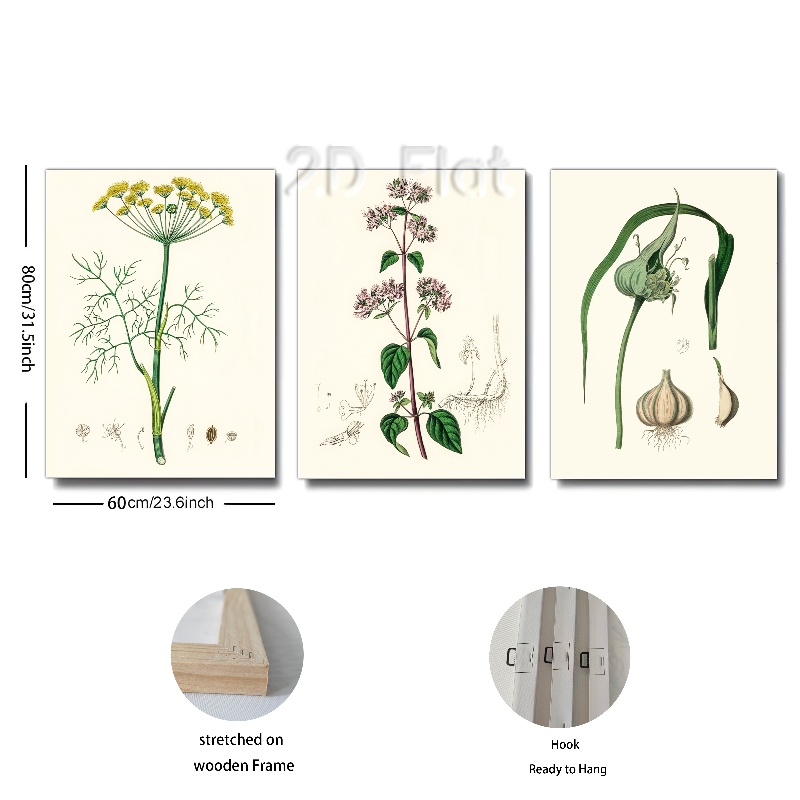 2D Flat
80cm/31.5inch
60cm/23.6inch
stretched on
wooden Frame
Hook
Ready to Hang